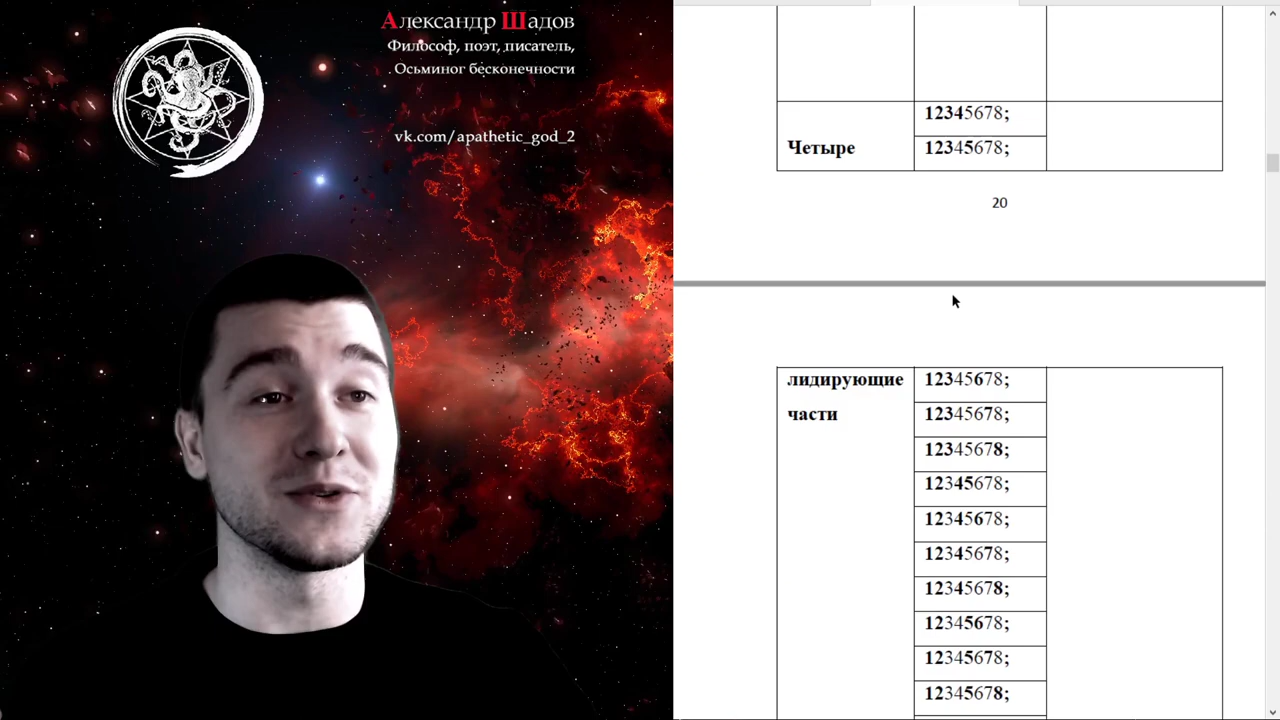 Александр Шадов
Философ, поэт, писатель,
Осьминог бесконечности
vk.com/apathetic_god_2
12345678;
Четыре
12345678;
20
лидирующие
12345678;
части
12345678;
12345678;
12345678;
12345678;
12345678;
12345678;
12345678;
12345678;
12345678;